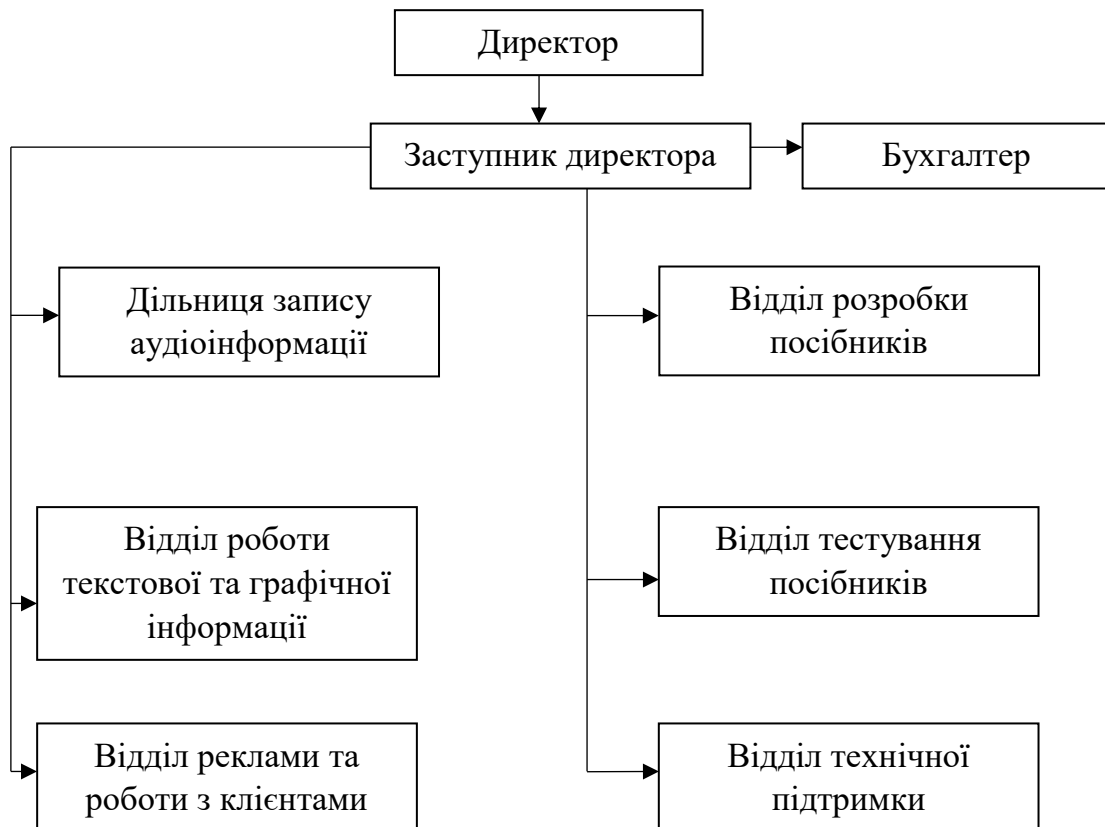 Директор
Заступник директора
Бухгалтер
Дільниця запису
аудіоінформації
Відділ розробки
посібників
Відділ роботи
текстової та графічної
інформації
Відділ тестування
посібників
Відділ реклами та
роботи з клієнтами
Відділ технічної
підтримки